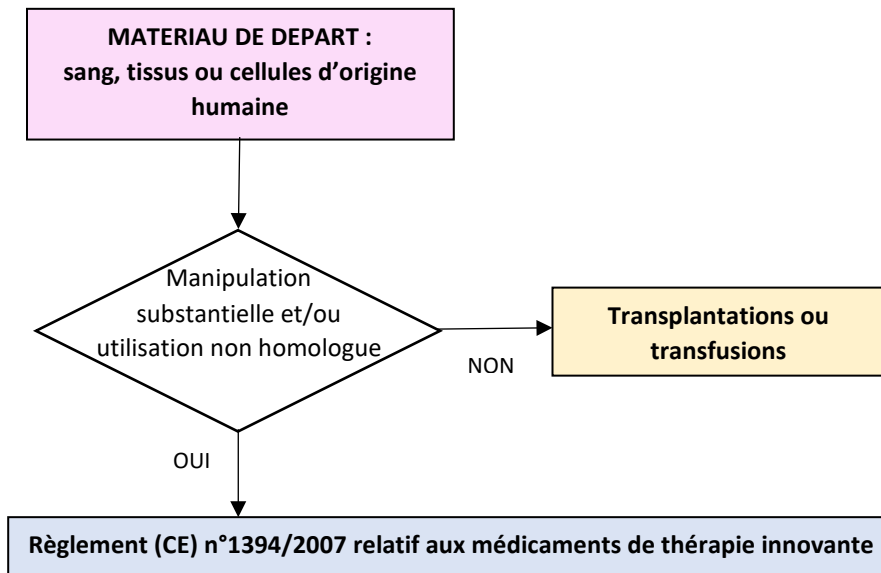 MATERIAU DE DEPART :
sang, tissus ou cellules d’origine
humaine
Manipulation
substantielle et/ou
utilisation non homologue
NON
Transplantations ou
transfusions
OUI
Règlement (CE) n°1394/2007 relatif aux médicaments de thérapie innovante